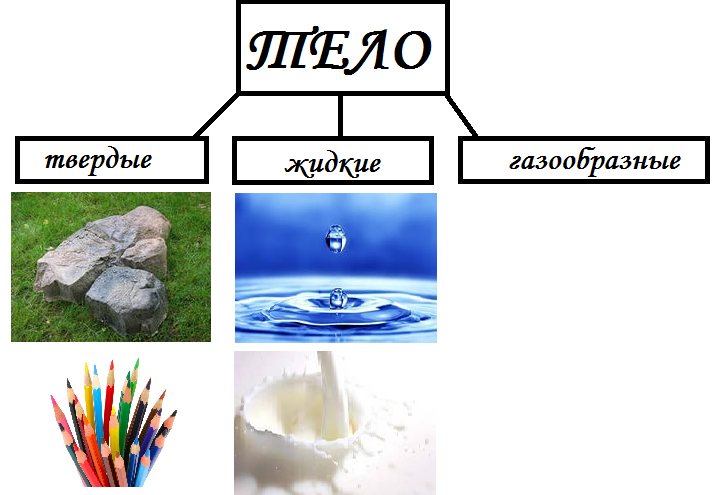 ТЕЛО
твердые
жидкие
газообразные